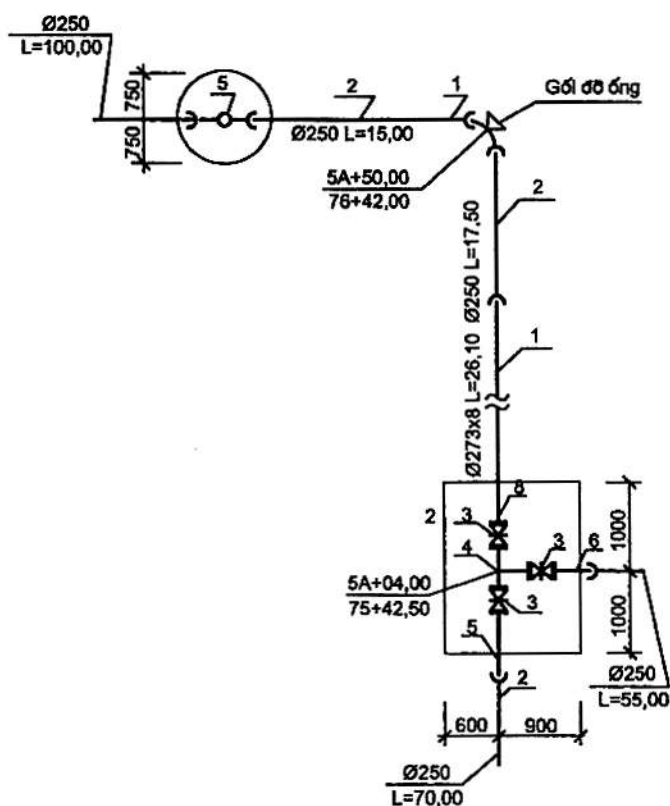 Ø250
L=100,00
750
750
5
2
1
Gối đỡ ống
Ø250 L=15,00
5A+50,00
76+42,00
2
Ø273x8 L=26,10 Ø250 L=17,50
1
8
2
3
3
6
4
1000
5A+04,00
75+42,50
3
1000
5
2
Ø250
L=55,00
600
900
Ø250
L=70,00